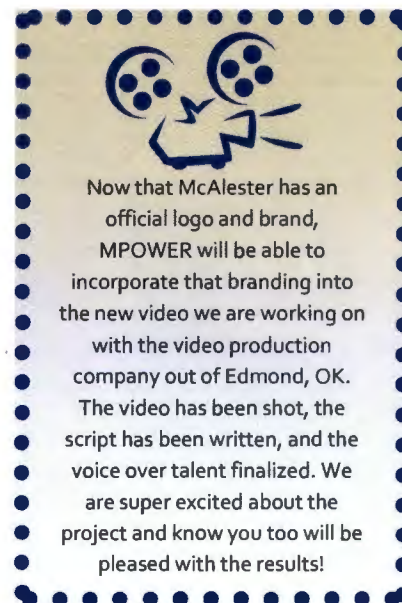 Now that McAlester has an
official logo and brand,
MPOWER will be able to
incorporate that branding into
the new video we are working on
with the video production
company out of Edmond, OK.
The video has been shot, the
script has been written, and the
voice over talent finalized. We
are super excited about the
project and know you too will be
pleased with the results!